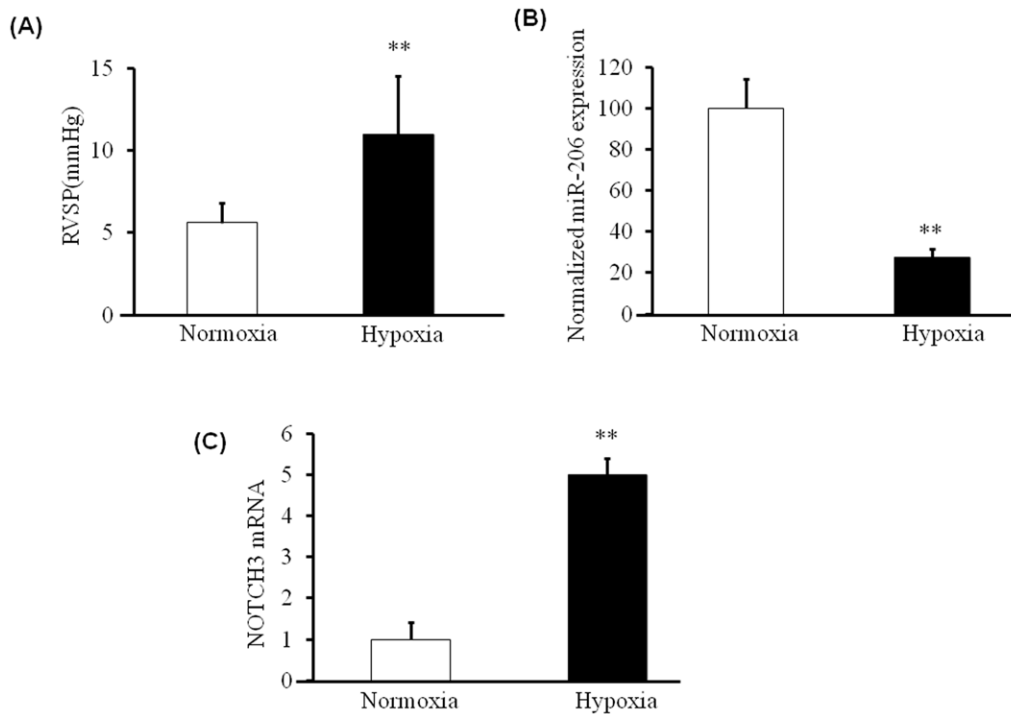 (A)
RVSP(mmHg)
**
15
10
5
0
Normoxia Hypoxia
(B)
Normalized miR-206 expression
120
100
80
60
40
20
0
**
Normoxia Hypoxia
(C)
NOTCH3 mRNA
6
5
4
3
2
1
0
**
Normoxia Hypoxia